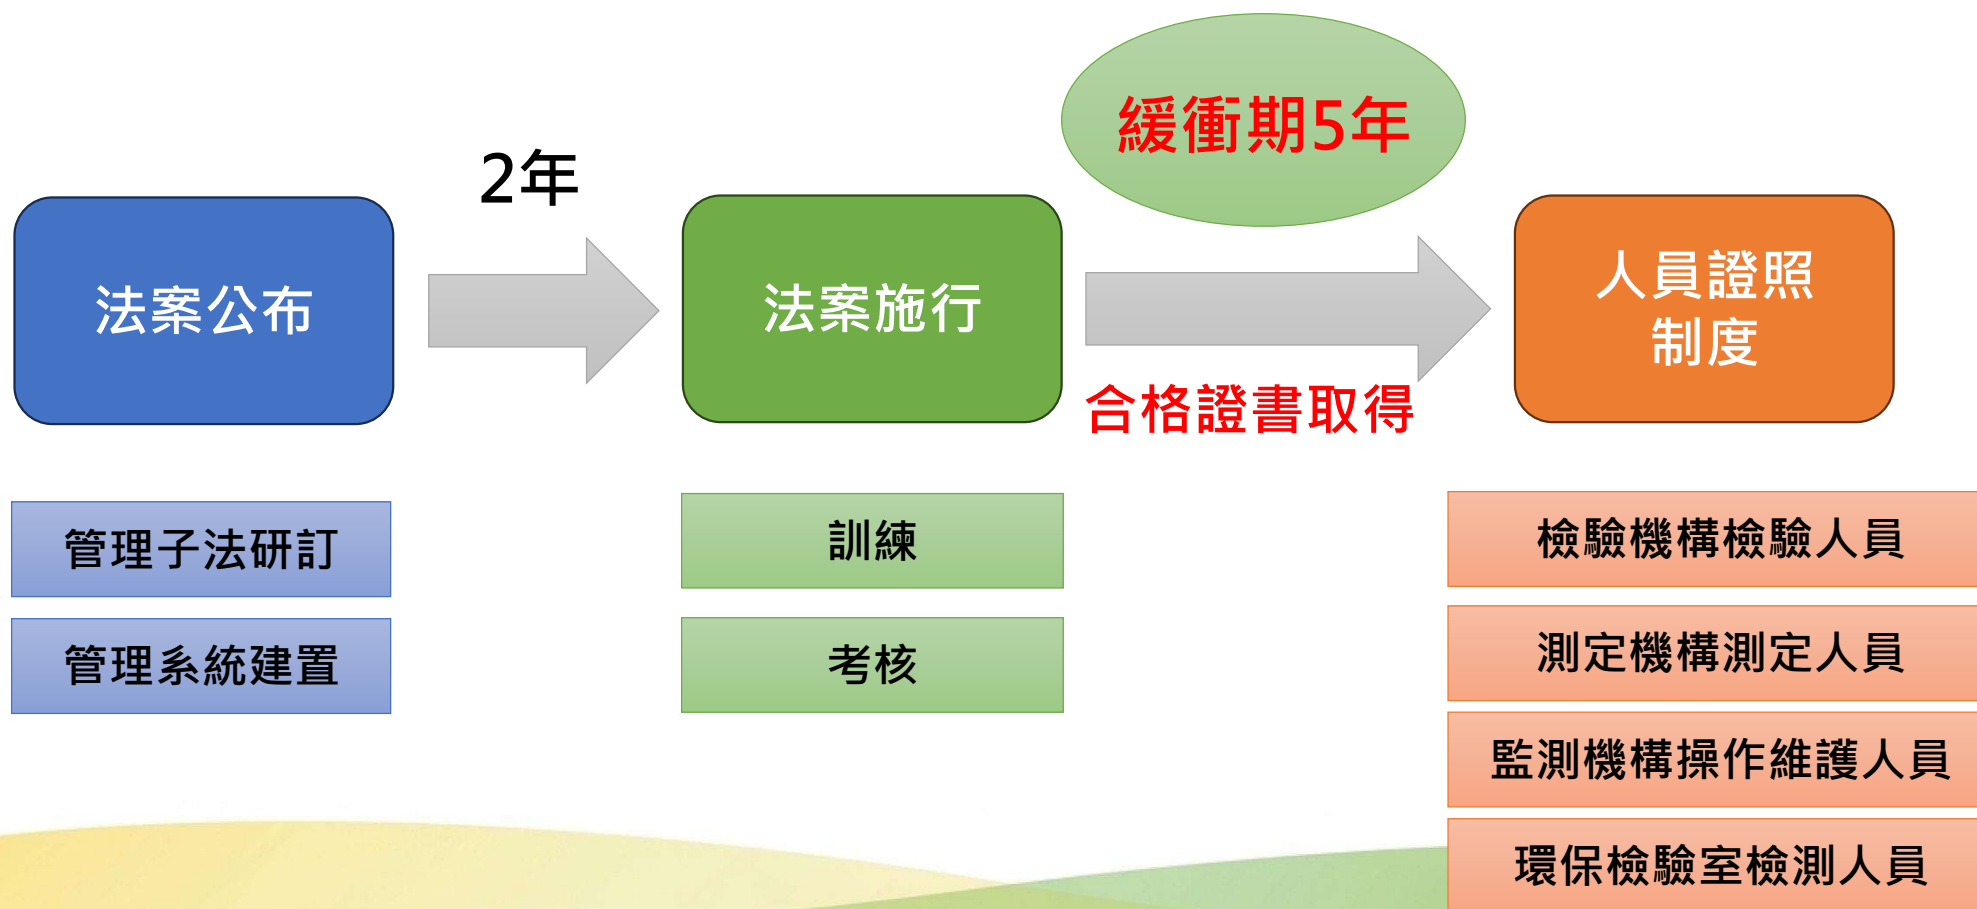 緩衝期5年
2年
法案公布
法案施行
人員證照
制度
合格證書取得
管理子法研訂
管理系統建置
訓練
考核
檢驗機構檢驗人員
測定機構測定人員
監測機構操作維護人員
環保檢驗室檢測人員